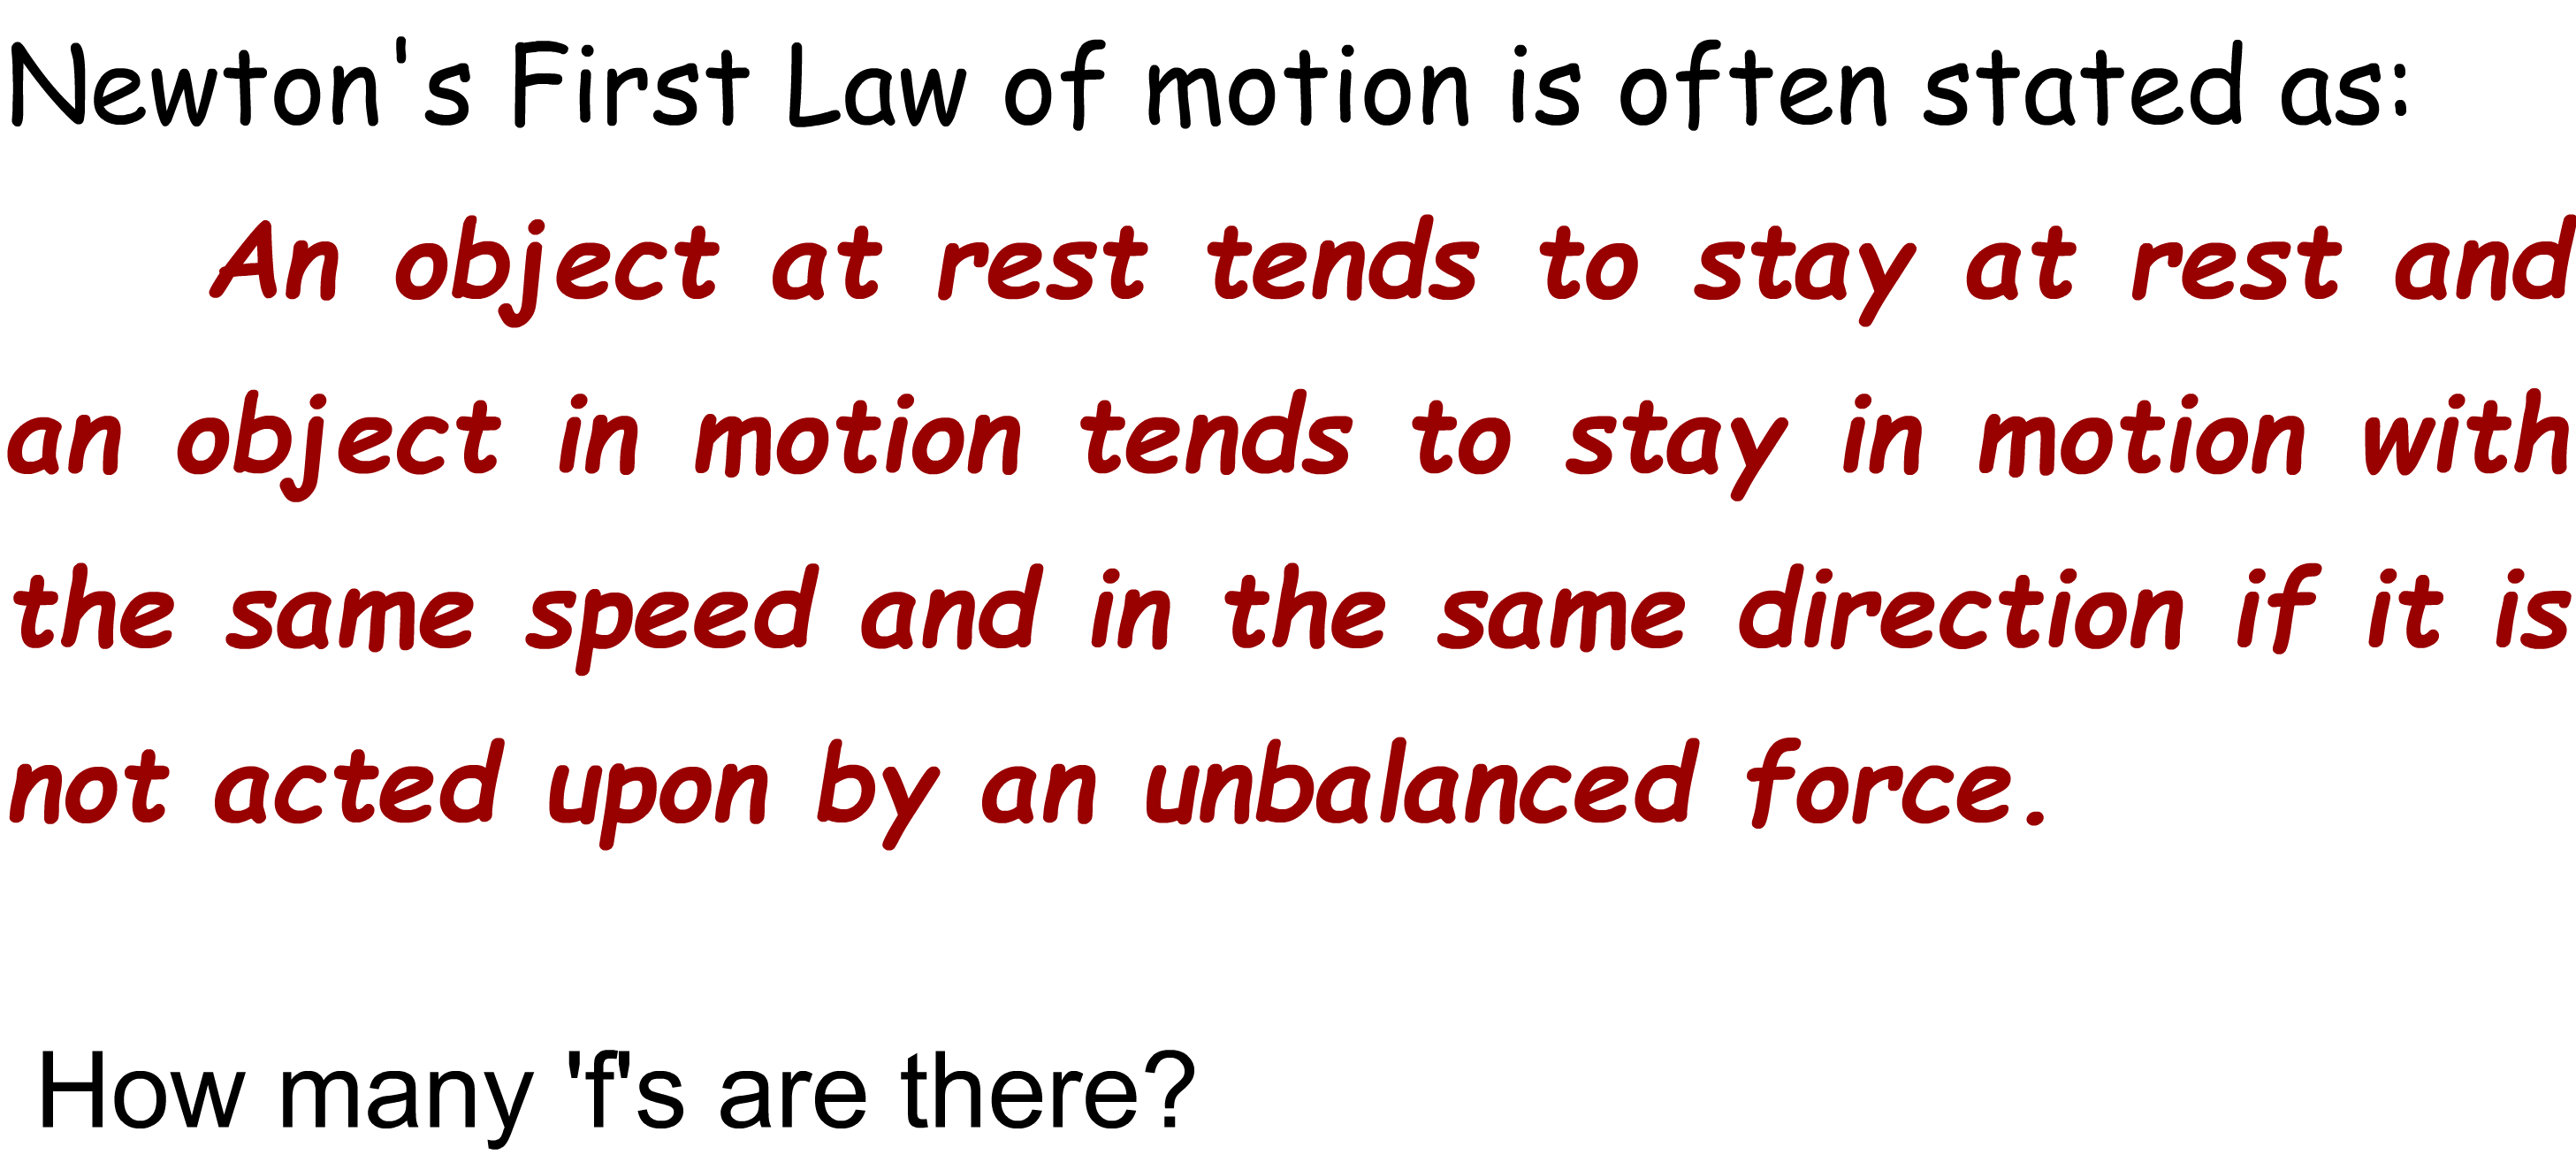 Newton's First Law of motion is often stated as:
An object at rest tends to stay at rest and
an object in motion tends to stay in motion with
the same speed and in the same direction if it is
not acted upon by an unbalanced force.
How many 'f's are there?